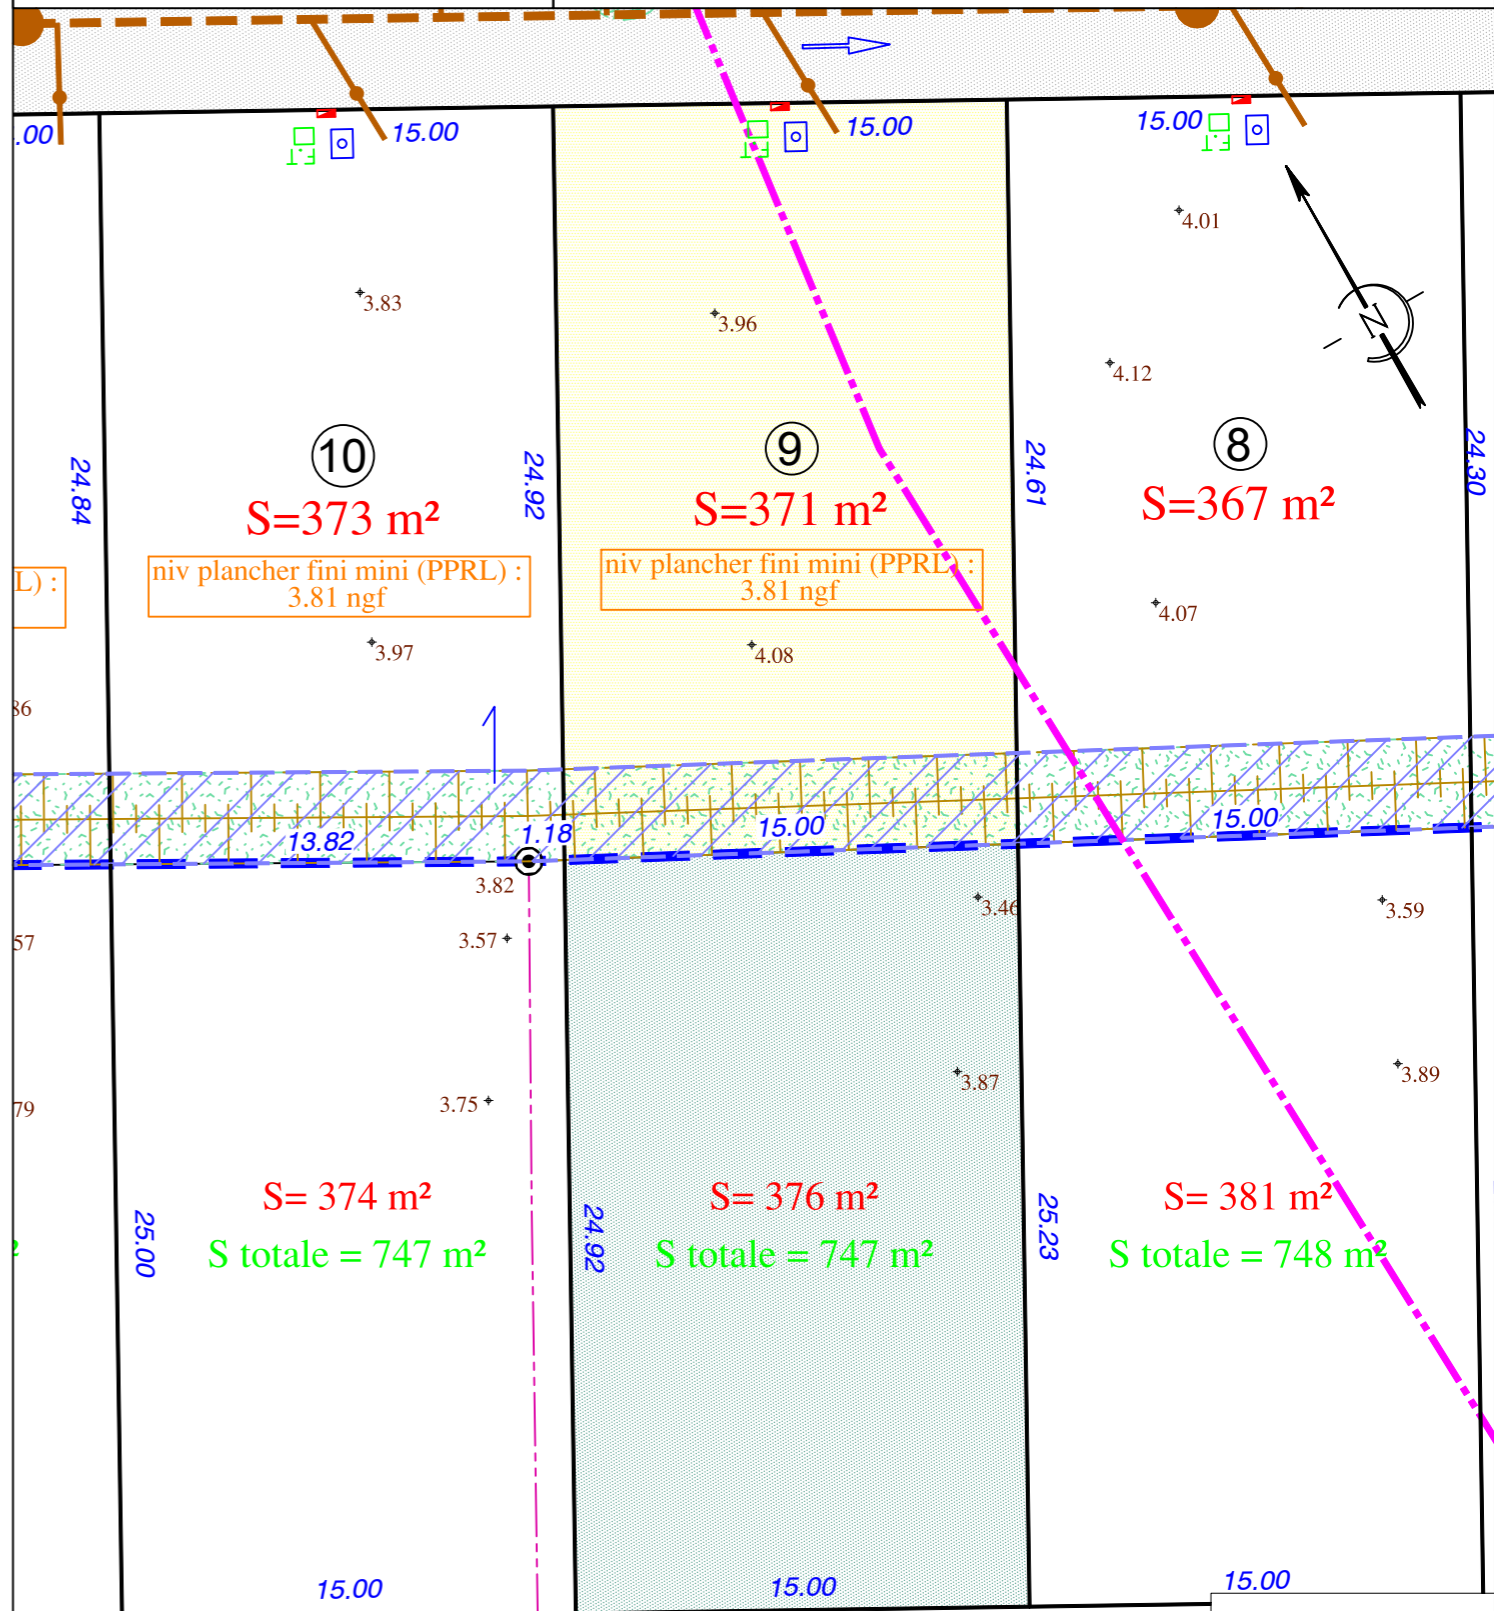 .00
15.00
15.00
15.00
4.01
3.83
3.96
N
4.12
10
9
8
24.84
24.92
24.61
24.30
S=373 m²
S=371 m²
S=367 m²
niv plancher fini mini (PPRL) :
3.81 ngf
niv plancher fini mini (PPRL) :
3.81 ngf
L) :
4.07
3.97
4.08
86
13.82
1.18
15.00
15.00
3.82
3.46
3.59
57
3.57
3.87
3.89
79
3.75
S= 374 m²
S= 376 m²
S= 381 m²
25.00
24.92
25.23
²
S totale = 747 m²
S totale = 747 m²
S totale = 748 m²
15.00
15.00
15.00